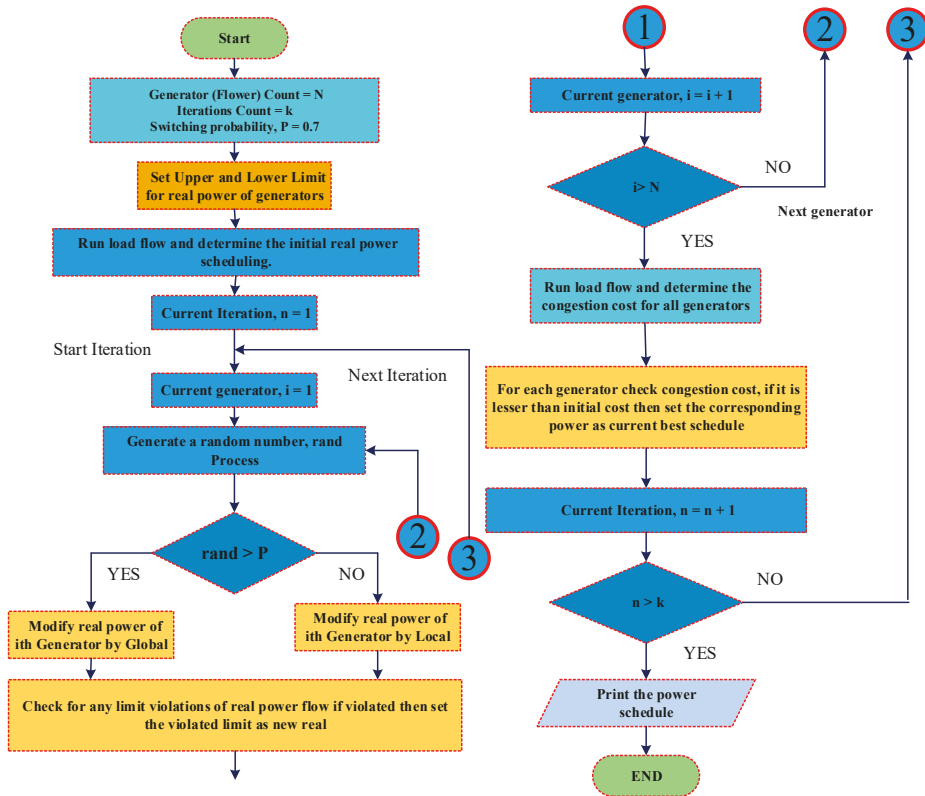 Start
Generator (Flower) Count = N
Iterations Count = k
Switching probability, P = 0.7
Set Upper and Lower Limit
for real power of generators
Run load flow and determine the initial real power
scheduling.
Current Iteration, n = 1
Start Iteration
Next Iteration
Current generator, i = 1
Generate a random number, rand
Process
2
3
rand > P
YES
NO
Modify real power of
ith Generator by Global
Modify real power of
ith Generator by Local
Check for any limit violations of real power flow if violated then set
the violated limit as new real
1
2
3
Current generator, i = i + 1
i> N
NO
Next generator
YES
Run load flow and determine the
congestion cost for all generators
For each generator check congestion cost, if it is
lesser than initial cost then set the corresponding
power as current best schedule
Current Iteration, n = n + 1
n > k
NO
YES
Print the power
schedule
END